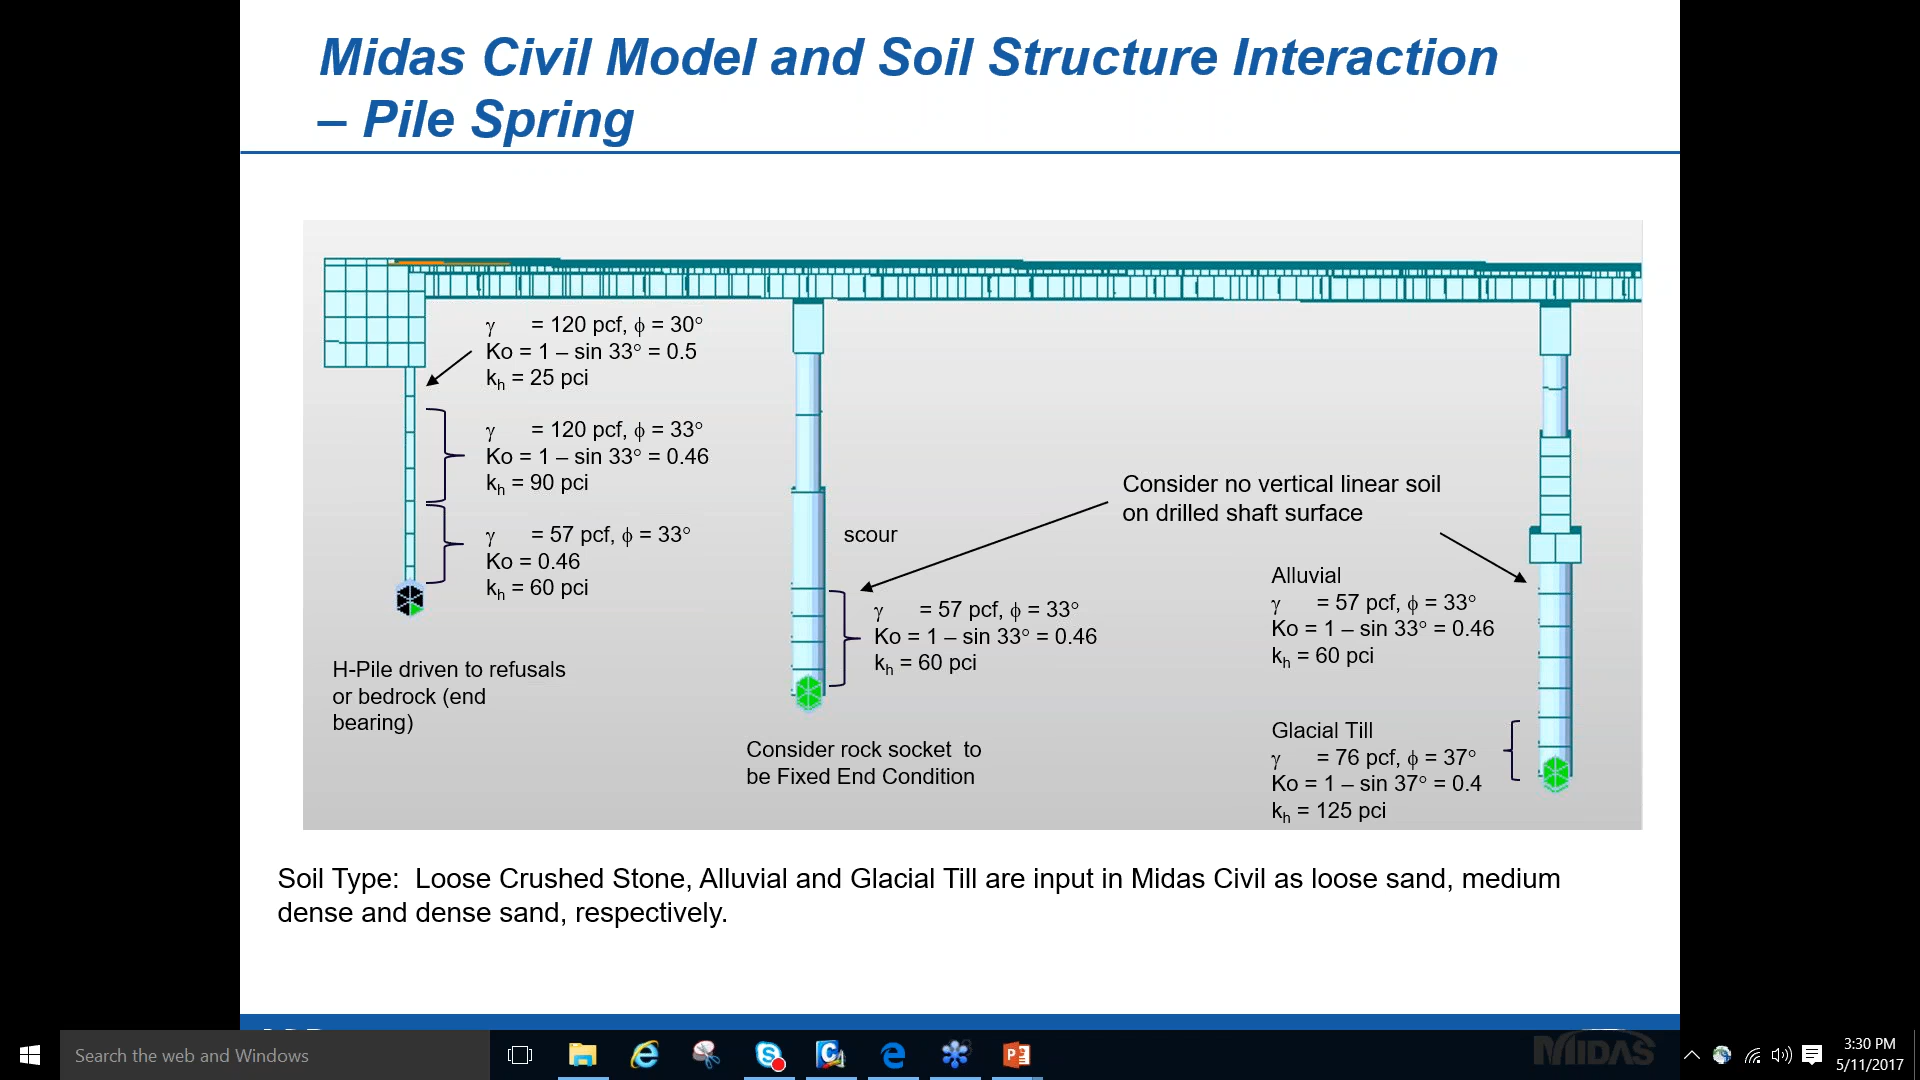 Midas Civil Model and Soil Structure Interaction
– Pile Spring
γ = 120 pcf, ϕ = 30°
Ko = 1 – sin 33° = 0.5
kh = 25 pci
γ = 120 pcf, ϕ = 33°
Ko = 1 – sin 33° = 0.46
kh = 90 pci
γ = 57 pcf, ϕ = 33°
Ko = 0.46
kh = 60 pci
H-Pile driven to refusals
or bedrock (end
bearing)
scour
γ = 57 pcf, ϕ = 33°
Ko = 1 – sin 33° = 0.46
kh = 60 pci
Consider rock socket to
be Fixed End Condition
Consider no vertical linear soil
on drilled shaft surface
Alluvial
γ = 57 pcf, ϕ = 33°
Ko = 1 – sin 33° = 0.46
kh = 60 pci
Glacial Till
γ = 76 pcf, ϕ = 37°
Ko = 1 – sin 37° = 0.4
kh = 125 pci
Soil Type: Loose Crushed Stone, Alluvial and Glacial Till are input in Midas Civil as loose sand, medium
dense and dense sand, respectively.
MIDAS
Search the web and Windows
3:30 PM
5/11/2017